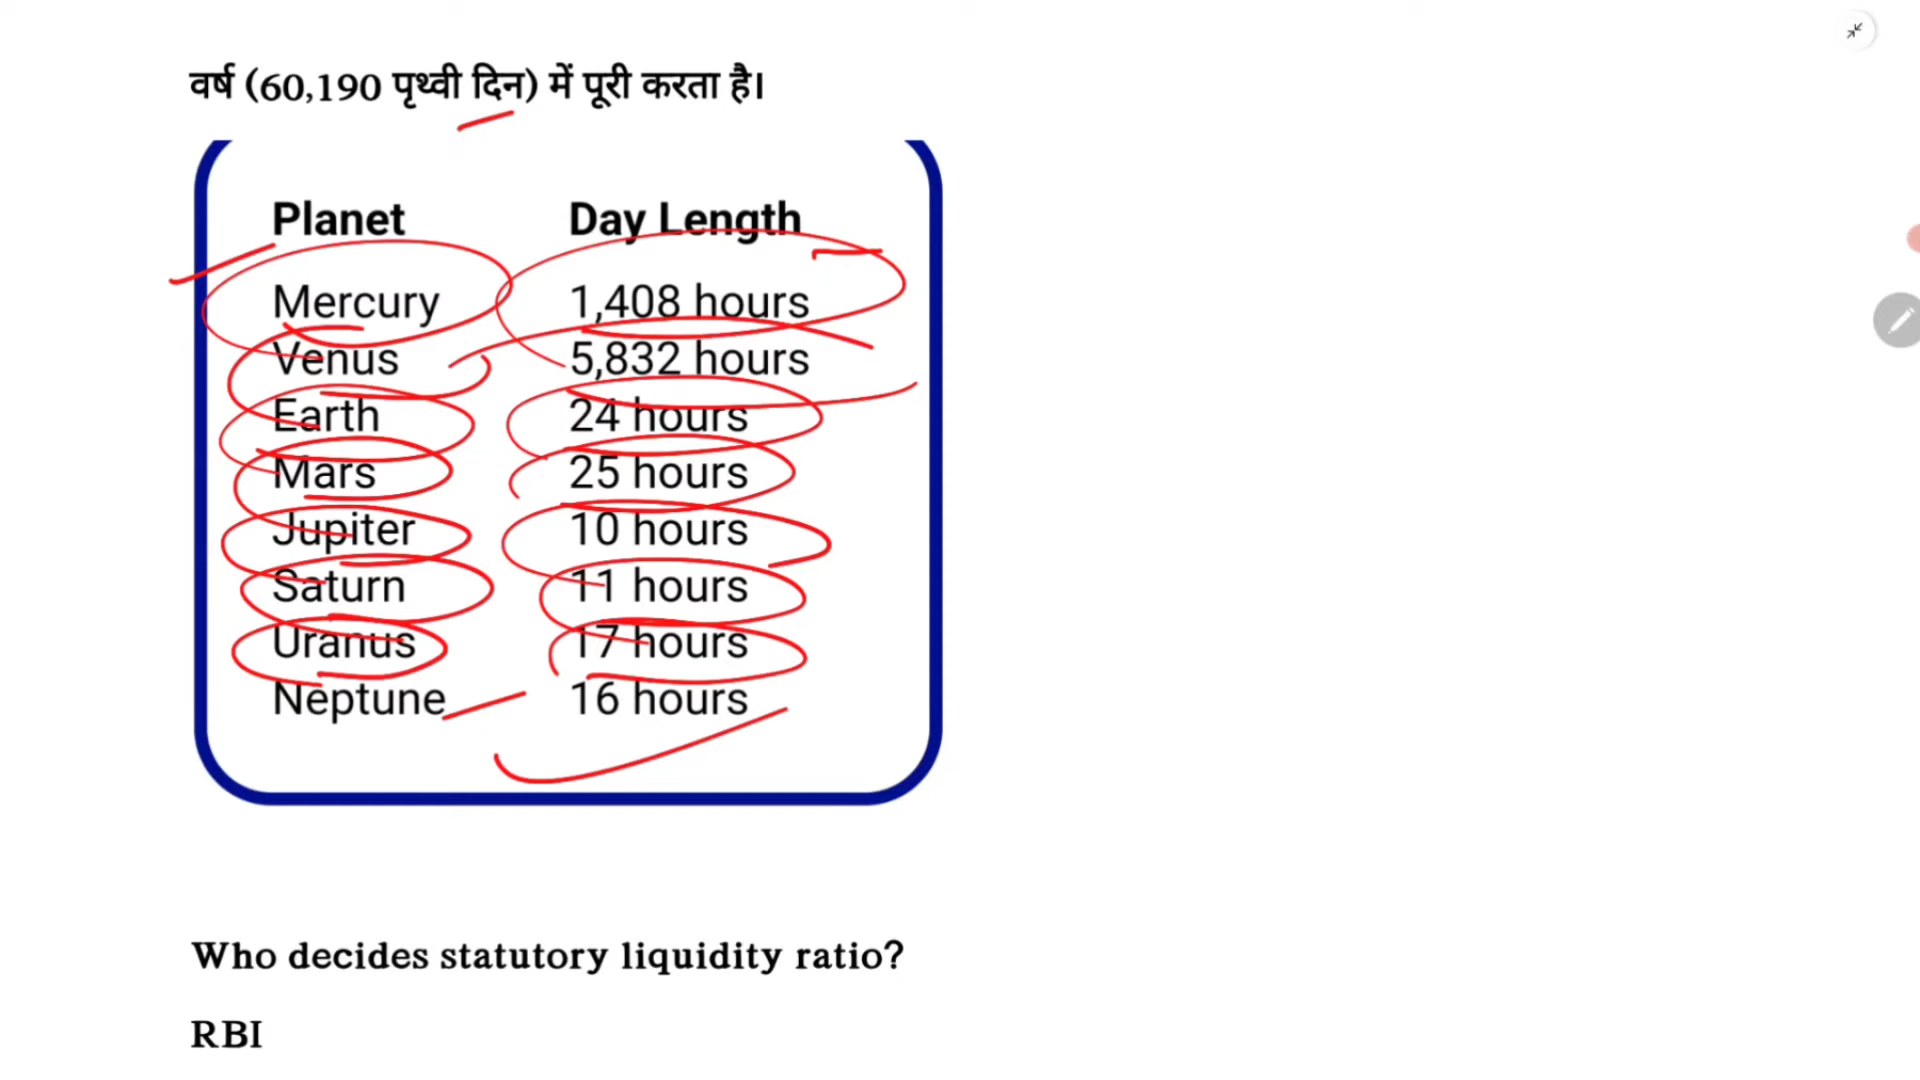 वर्ष (60,190 पृथ्वी दिन) में पूरी करता है।
Planet Day Length
Mercury 1,408 hours
Venus 5,832 hours
Earth 24 hours
Mars 25 hours
Jupiter 10 hours
Saturn 11 hours
Uranus 17 hours
Neptune 16 hours
Who decides statutory liquidity ratio?
RBI